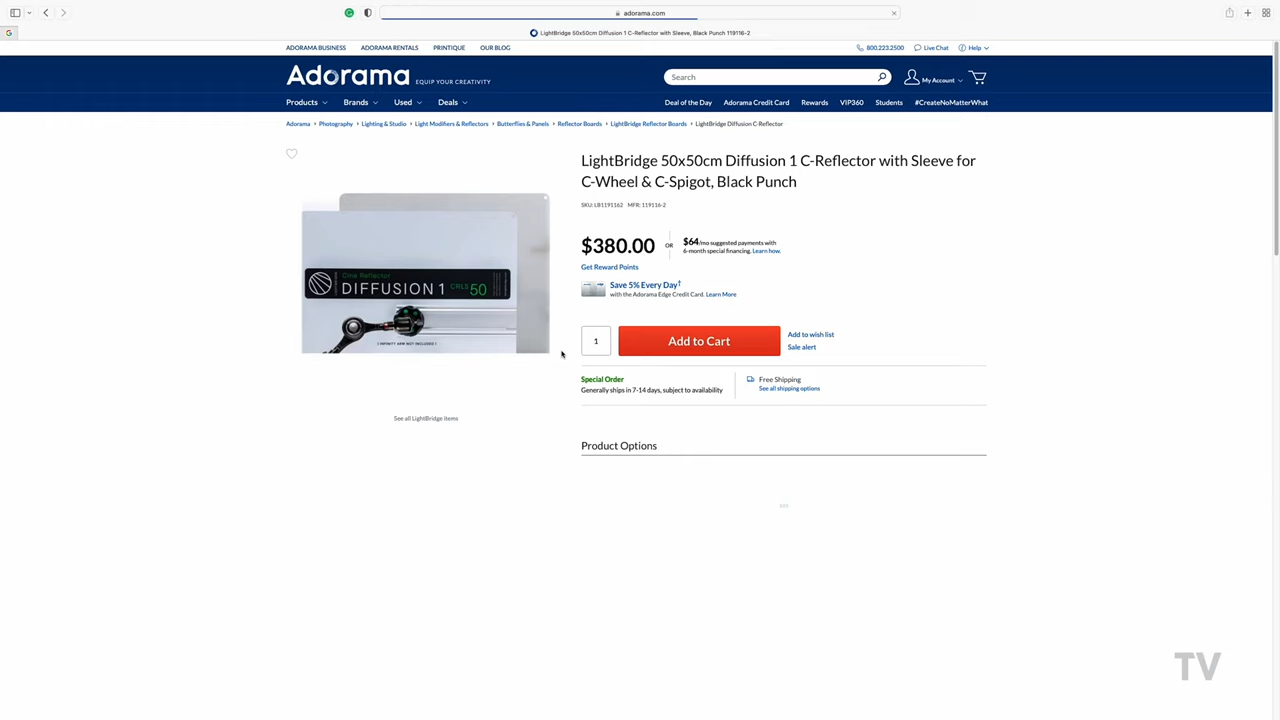 adorama.com
LightBridge 50x50cm Diffusion 1 C-Reflector with Sleeve, Black Punch 119116-2
ADORAMA BUSINESS ADORAMA RENTALS PRINTIQUE OUR BLOG
800.223.2500 Live Chat Help
Adorama EQUIP YOUR CREATIVITY
Search
My Account
Products Brands Used Deals
Deal of the Day Adorama Credit Card Rewards VIP360 Students #CreateNoMatterWhat
Adorama Photography Lighting & Studio Light Modifiers & Reflectors Butterflies & Panels Reflector Boards LightBridge Reflector Boards LightBridge Diffusion C-Reflector
LightBridge 50x50cm Diffusion 1 C-Reflector with Sleeve for
C-Wheel & C-Spigot, Black Punch
SKU: LB1191162 MFR: 119116-2
$380.00 OR $64/mo suggested payments with
6-month special financing. Learn how.
Get Reward Points
Save 5% Every Day†
with the Adorama Edge Credit Card. Learn More
Cine Reflector
DIFFUSION 1 CRLS 50
[ INFINITY ARM NOT INCLUDED ]
1
Add to Cart
Add to wish list
Sale alert
Special Order
Generally ships in 7-14 days, subject to availability
Free Shipping
See all shipping options
See all LightBridge items
Product Options
TV